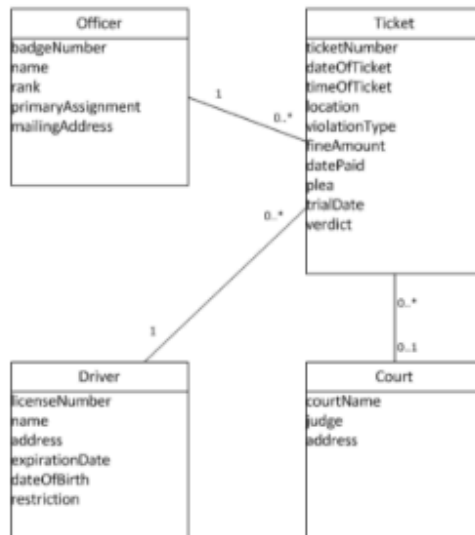 Officer
badgeNumber
name
rank
primaryAssignment
mailingAddress
Ticket
ticketNumber
dateOfTicket
timeOfTicket
location
violationType
fineAmount
datePaid
plea
trialDate
verdict
1
0..*
0..*
1
0..*
0..1
Driver
licenseNumber
name
address
expirationDate
dateOfBirth
restriction
Court
courtName
judge
address